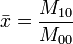 x̄ = M₁₀ / M₀₀